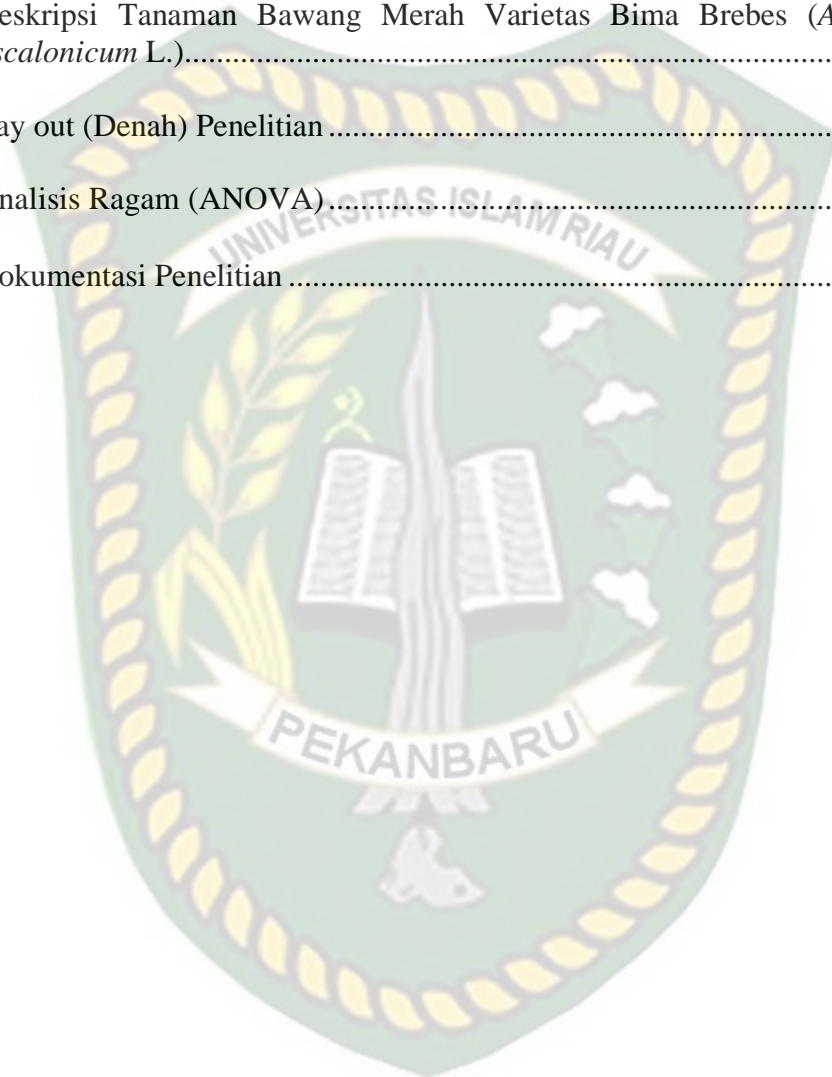 eskripsi Tanaman Bawang Merah Varietas Bima Brebes (A
scalonicum L.)....................................................................................
ay out (Denah) Penelitian ................................................................
nalisis Ragam (ANOVA)................................................................
okumentasi Penelitian .....................................................................
UNIVERSITAS ISLAM RIAU
PEKANBARU